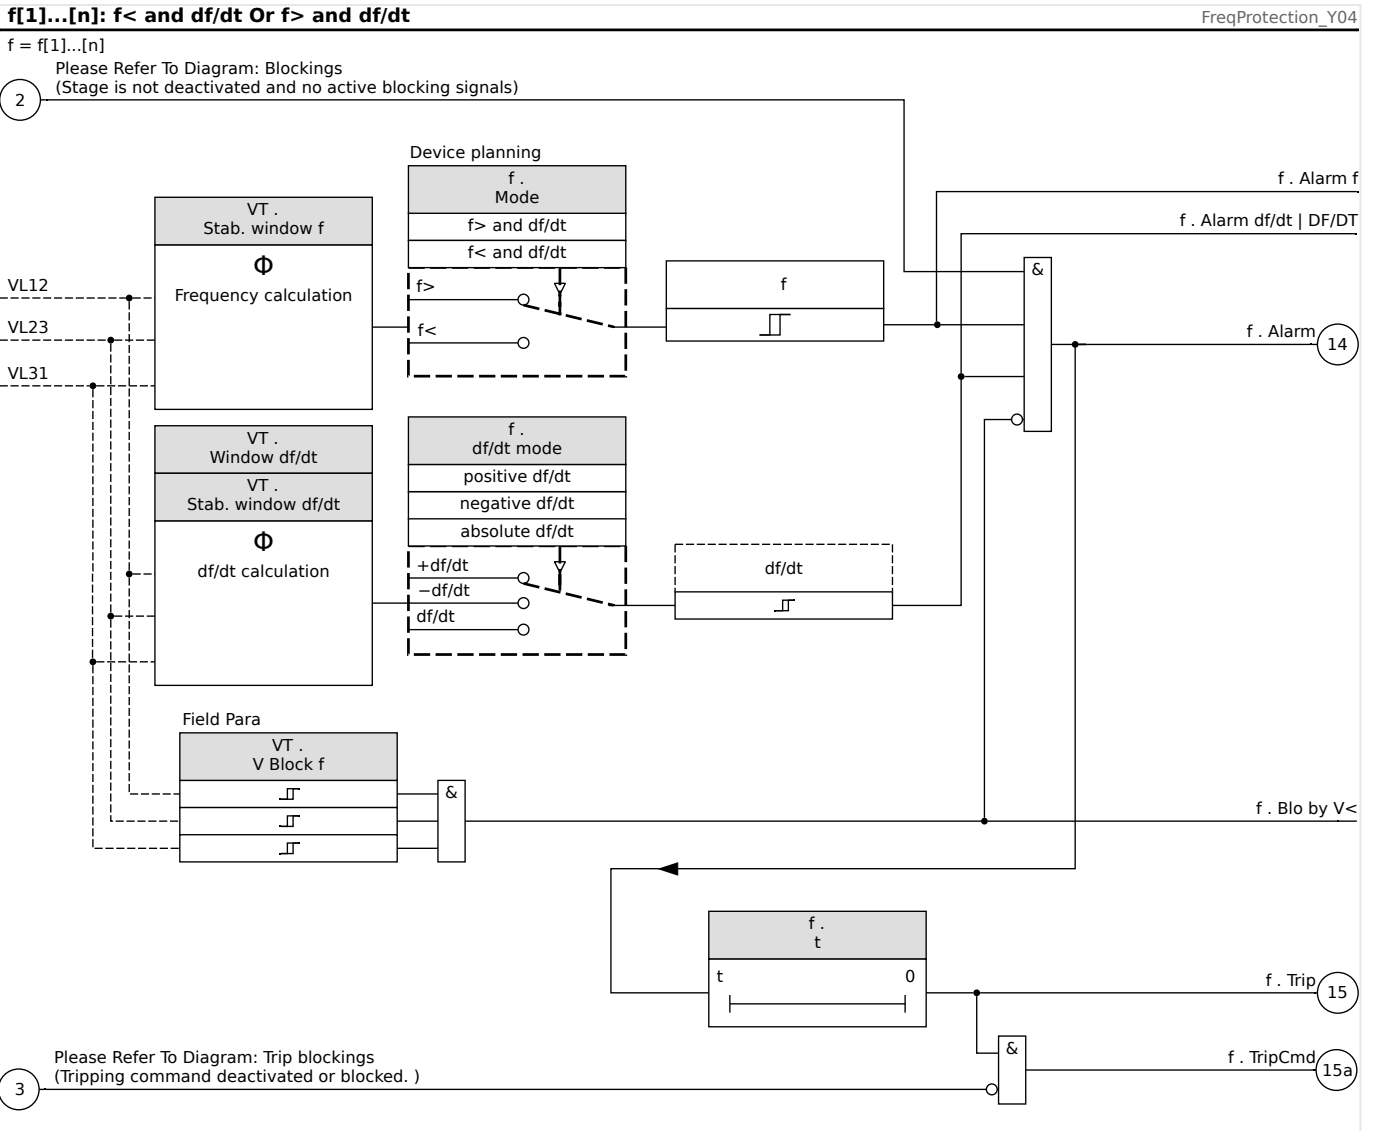 f[1]...[n]: f< and df/dt Or f> and df/dt
FreqProtection_Y04
f = f[1]...[n]
Please Refer To Diagram: Blockings
(Stage is not deactivated and no active blocking signals)
2
Device planning
f .
Mode
f> and df/dt
f< and df/dt
f>
f<
VT .
Stab. window f
Φ
Frequency calculation
VL12
VL23
VL31
f
&
f . Alarm f
f . Alarm df/dt | DF/DT
f . Alarm
14
VT .
Window df/dt
VT .
Stab. window df/dt
Φ
df/dt calculation
f .
df/dt mode
positive df/dt
negative df/dt
absolute df/dt
+df/dt
−df/dt
df/dt
df/dt
Field Para
VT .
V Block f
&
f . Blo by V<
f .
t
t
0
f . Trip
15
Please Refer To Diagram: Trip blockings
(Tripping command deactivated or blocked. )
3
&
f . TripCmd
15a